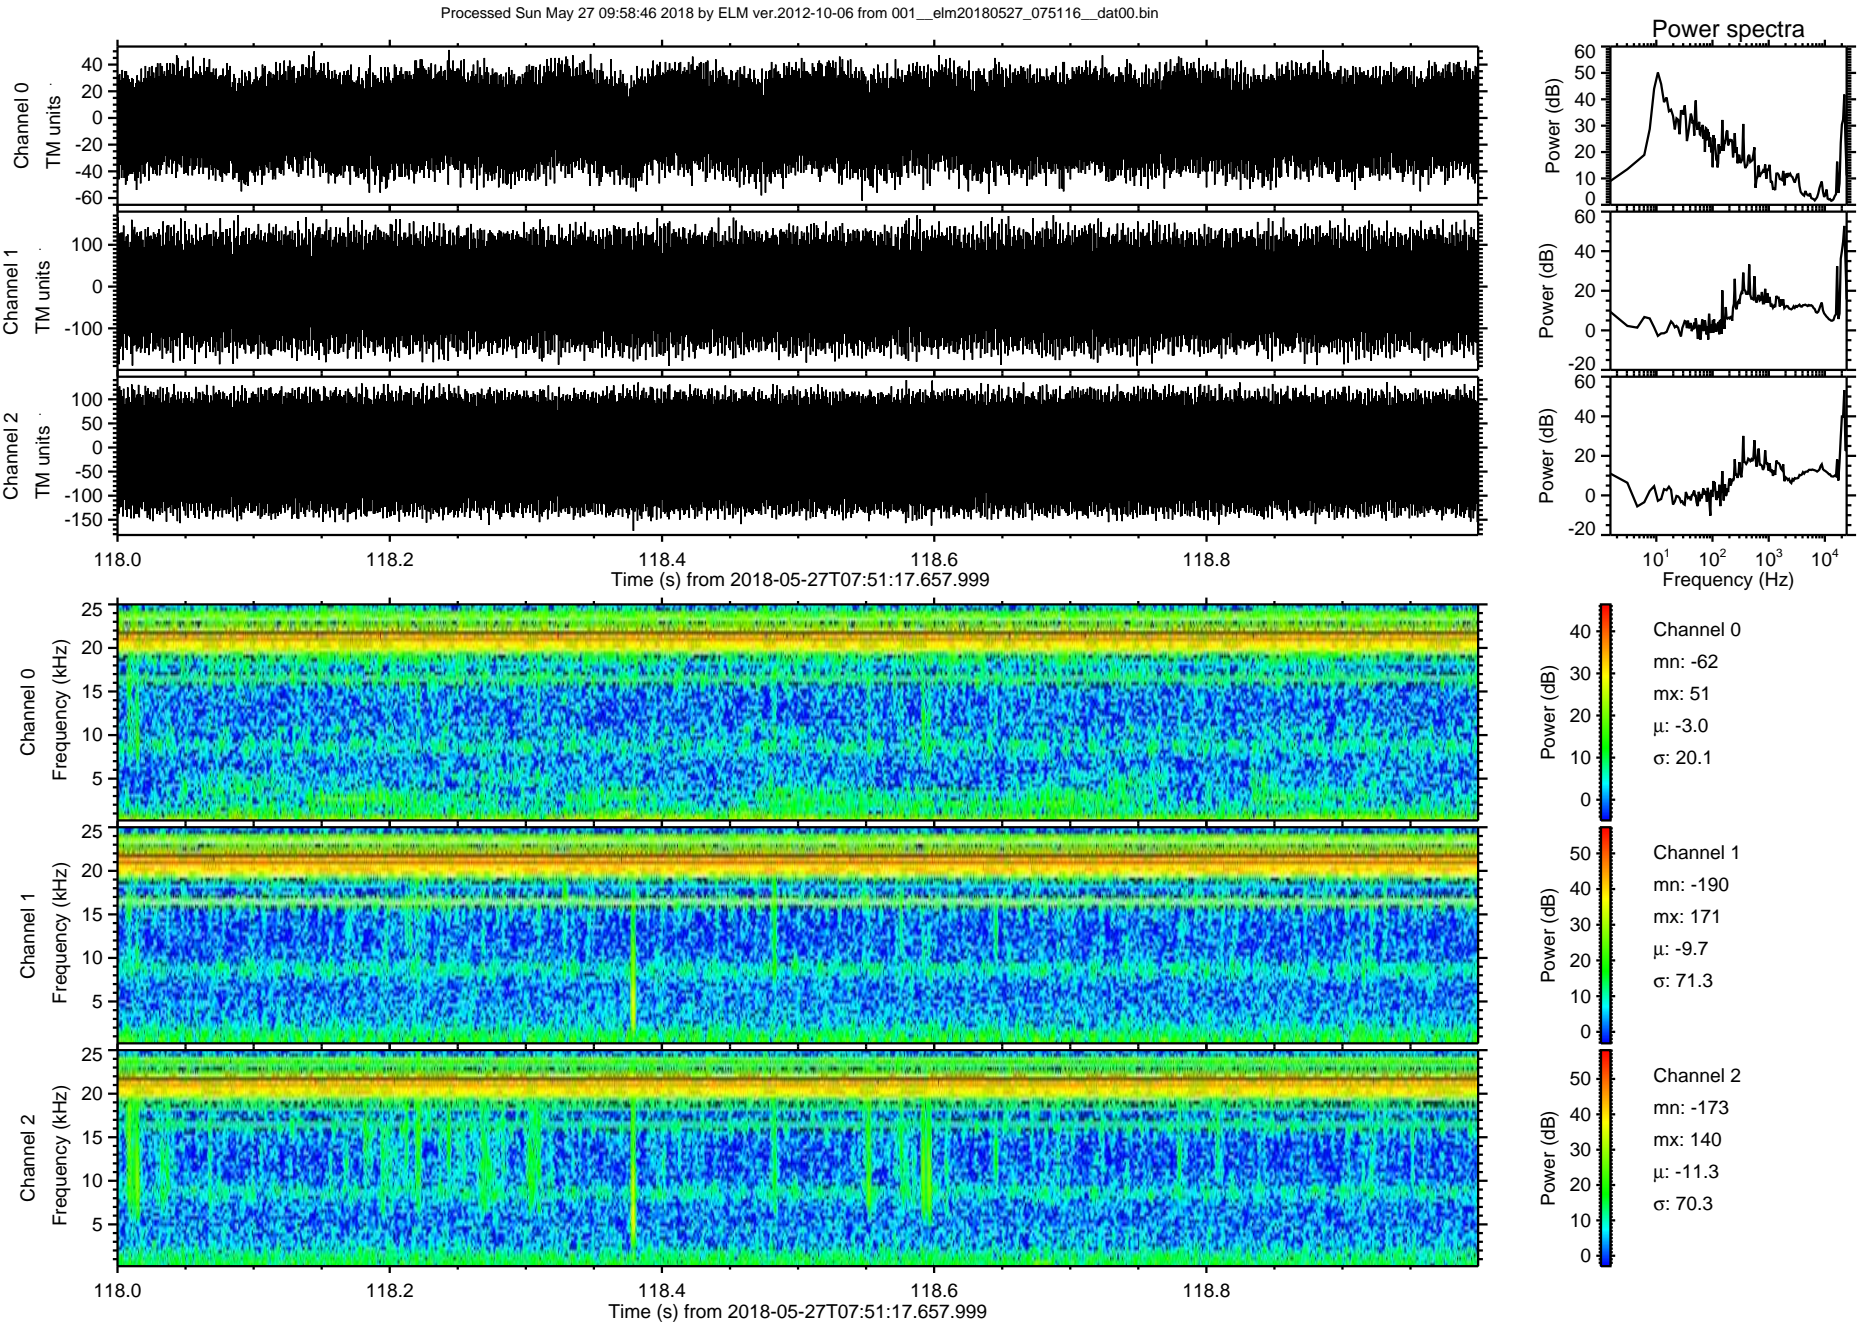 Processed Sun May 27 09:58:46 2018 by ELM ver.2012-10-06 from 001__elm20180527_075116__dat00.bin
Power spectra
Channel 0
TM units
40
20
0
-20
-40
-60
Power (dB)
60
50
40
30
20
10
0
Channel 1
TM units
100
0
-100
Power (dB)
60
40
20
0
-20
Channel 2
TM units
100
50
0
-50
-100
-150
Power (dB)
60
40
20
0
-20
118.0 118.2 118.4 118.6 118.8
Time (s) from 2018-05-27T07:51:17.657.999
10^1 10^2 10^3 10^4
Frequency (Hz)
Channel 0
Frequency (kHz)
25
20
15
10
5
Power (dB)
40
30
20
10
0
Channel 0
mn: -62
mx: 51
μ: -3.0
σ: 20.1
Channel 1
Frequency (kHz)
25
20
15
10
5
Power (dB)
50
40
30
20
10
0
Channel 1
mn: -190
mx: 171
μ: -9.7
σ: 71.3
Channel 2
Frequency (kHz)
25
20
15
10
5
Power (dB)
50
40
30
20
10
0
Channel 2
mn: -173
mx: 140
μ: -11.3
σ: 70.3
118.0 118.2 118.4 118.6 118.8
Time (s) from 2018-05-27T07:51:17.657.999